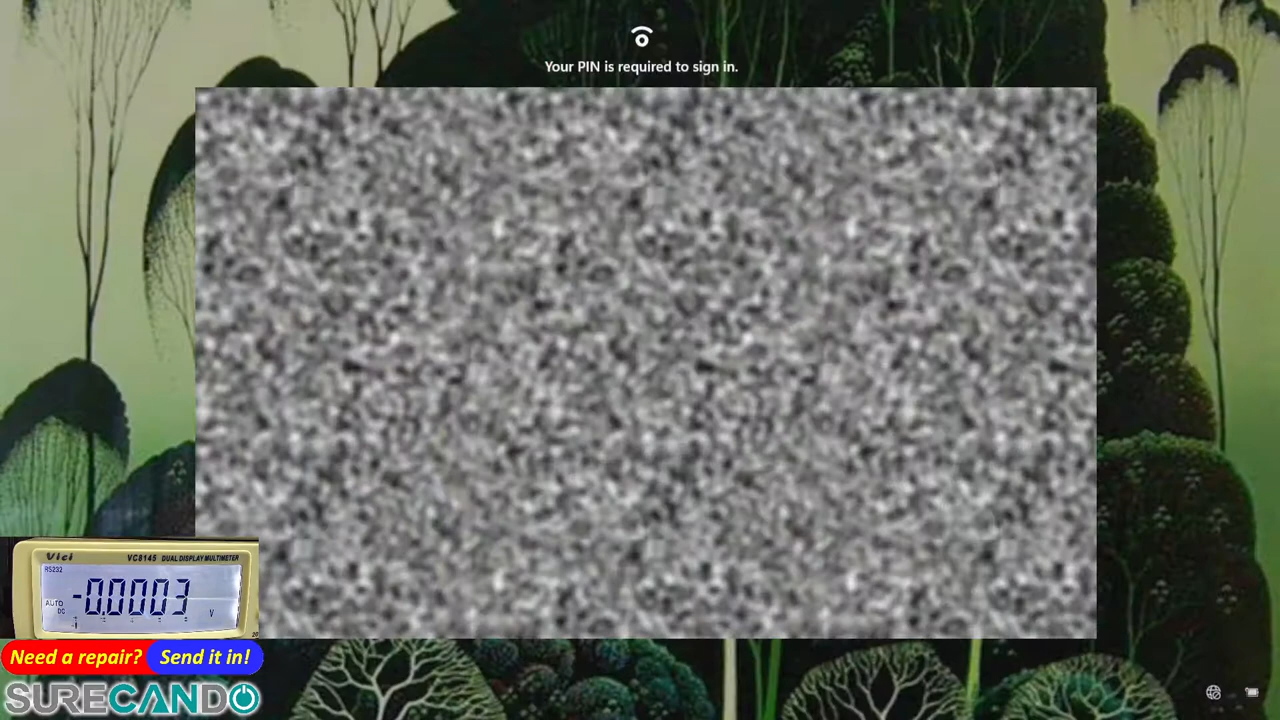 Your PIN is required to sign in.
Vici VC8145 DUAL DISPLAY MULTIMETER
RS232
-0.0003
AUTO
DC
V
Need a repair? Send it in!
SURECANDO